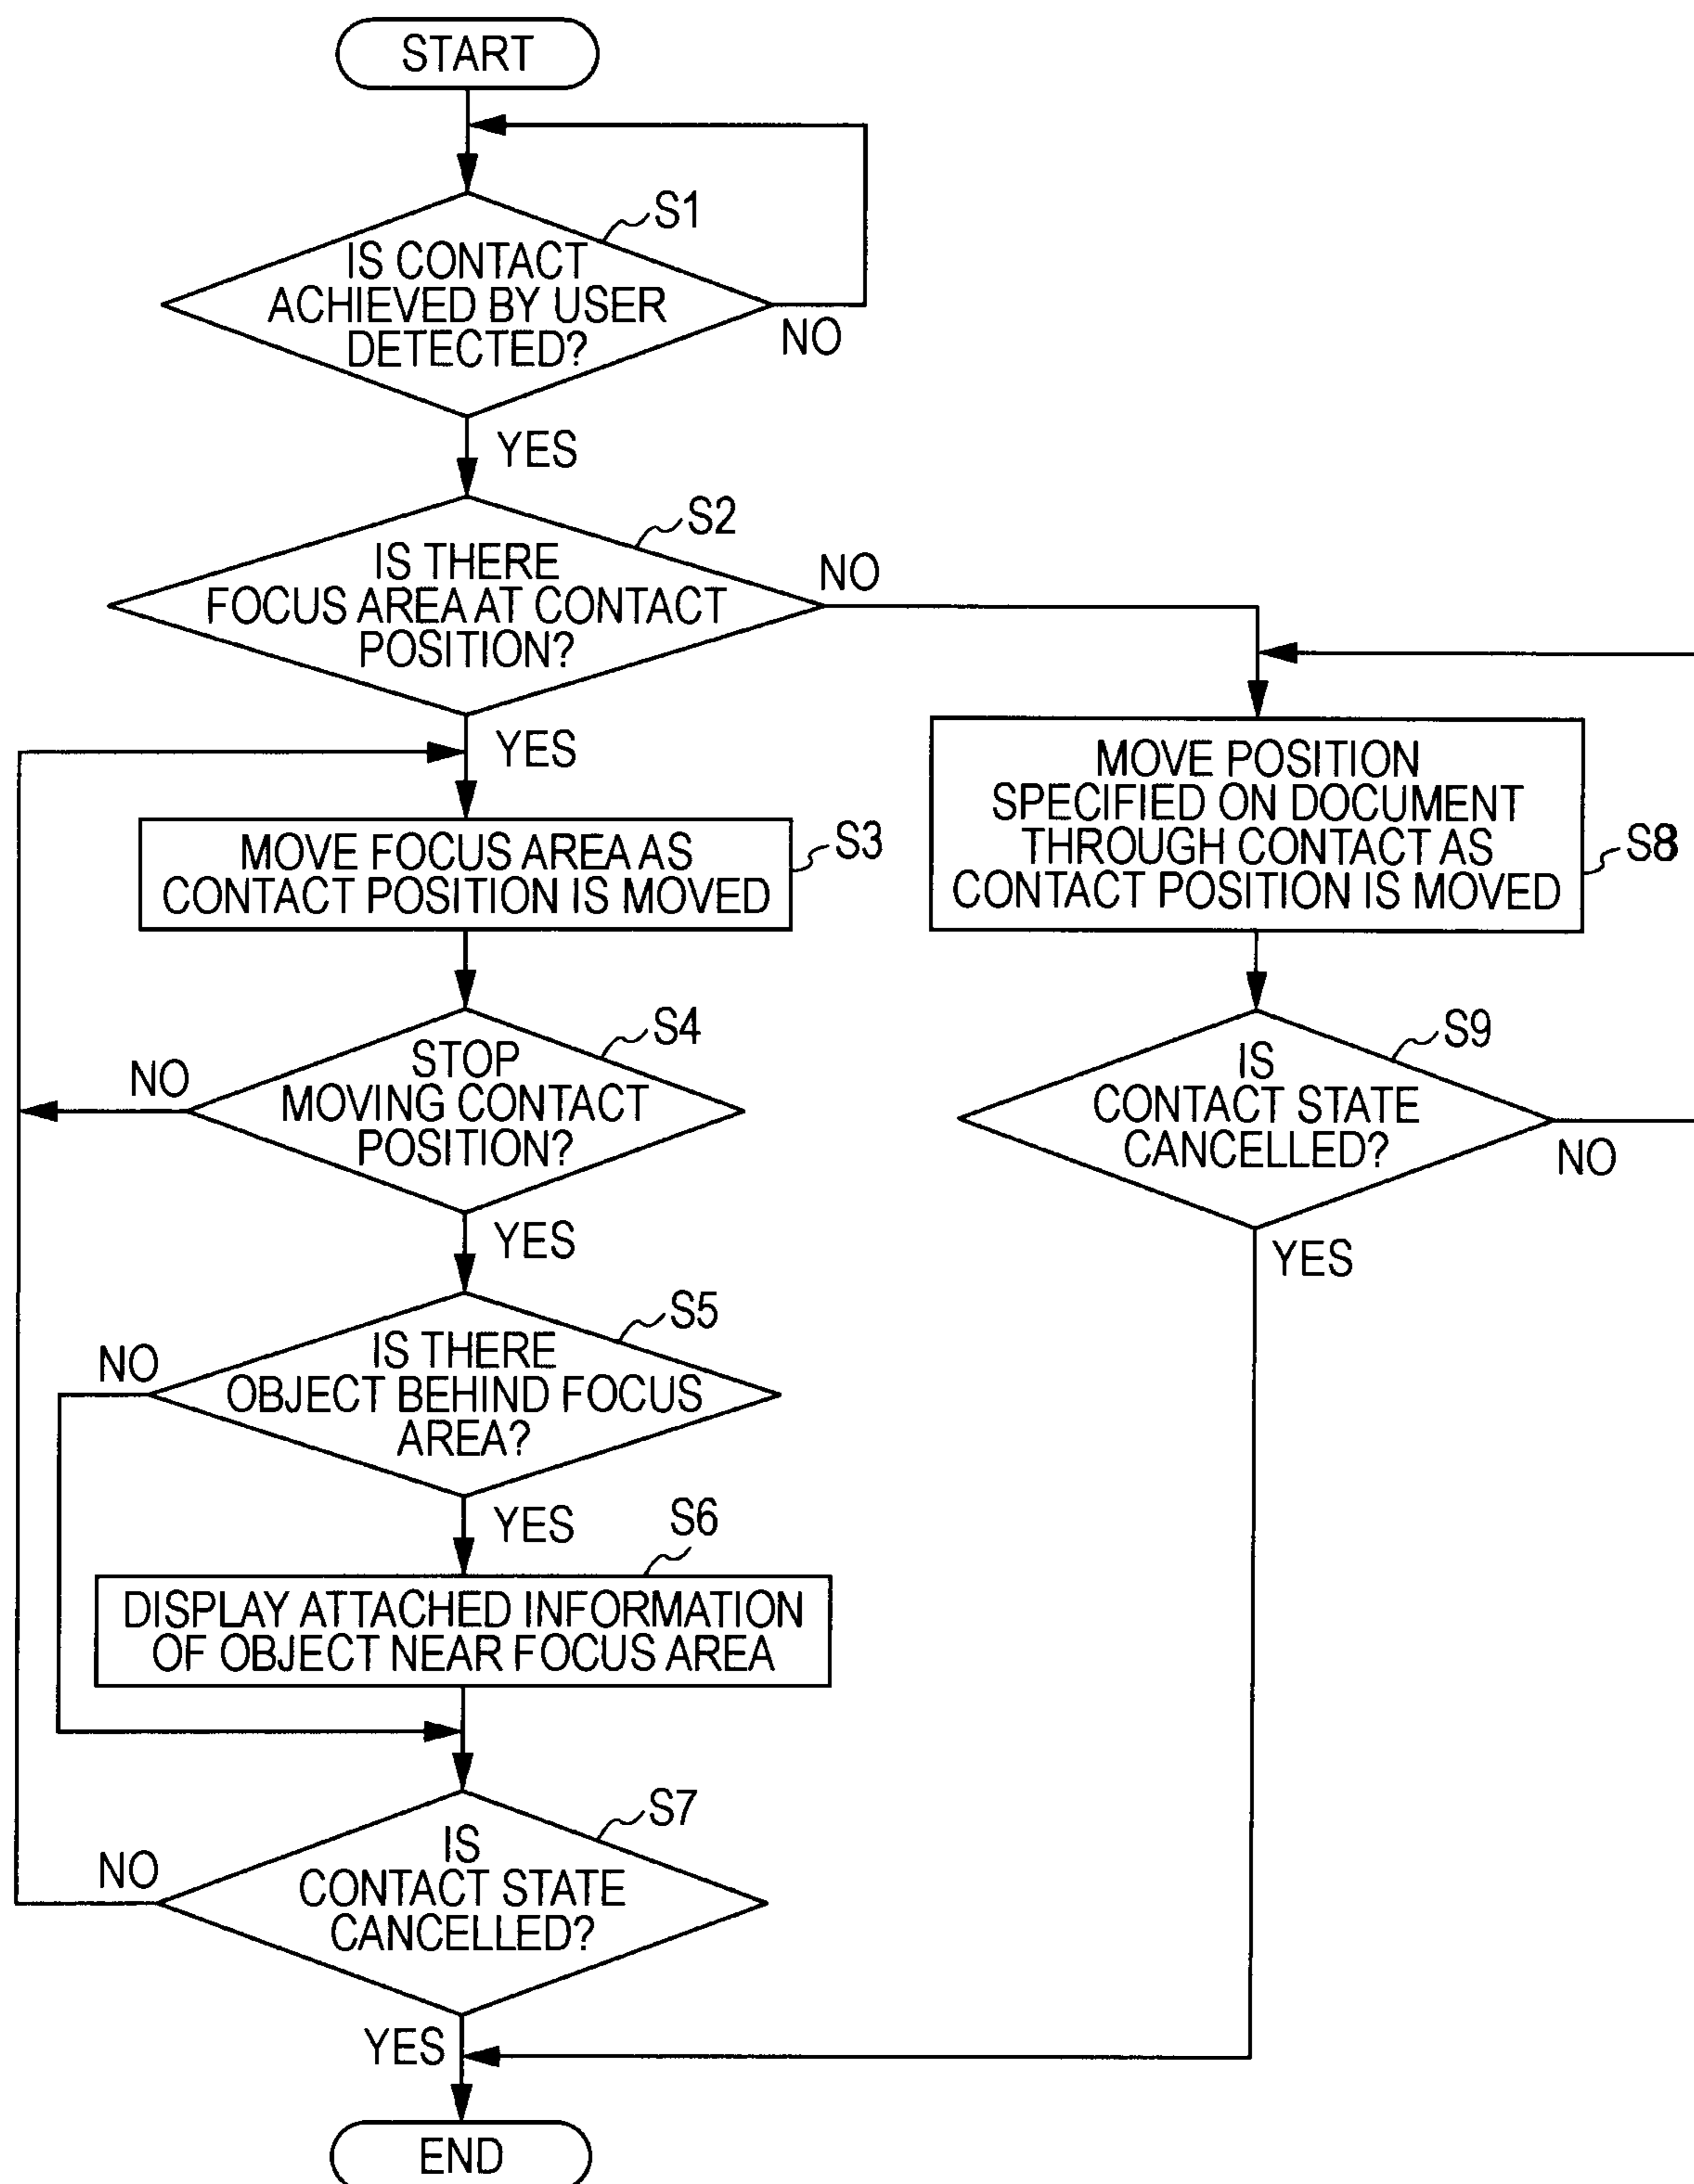 START
S1
IS CONTACT
ACHIEVED BY USER
DETECTED?
NO
YES
S2
IS THERE
FOCUS AREA AT CONTACT
POSITION?
NO
YES
MOVE FOCUS AREA AS
CONTACT POSITION IS MOVED
S3
MOVE POSITION
SPECIFIED ON DOCUMENT
THROUGH CONTACT AS
CONTACT POSITION IS MOVED
S8
S4
STOP
MOVING CONTACT
POSITION?
NO
YES
S9
IS
CONTACT STATE
CANCELLED?
NO
YES
S5
IS THERE
OBJECT BEHIND FOCUS
AREA?
NO
YES
S6
DISPLAY ATTACHED INFORMATION
OF OBJECT NEAR FOCUS AREA
S7
IS
CONTACT STATE
CANCELLED?
NO
YES
END